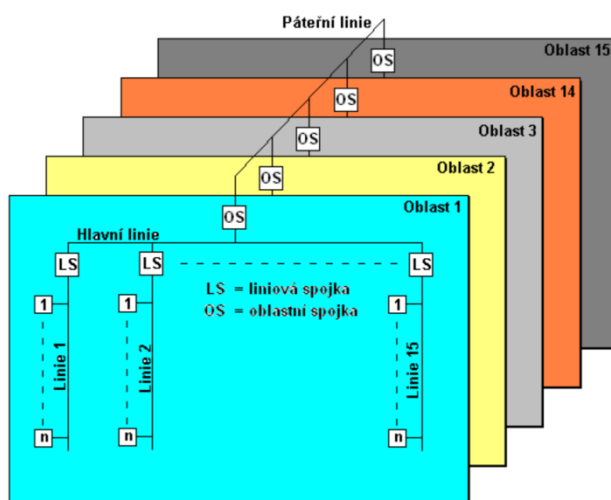 Páteřní linie
Oblast 15
OS
Oblast 14
OS
Oblast 3
OS
Oblast 2
OS
Oblast 1
OS
Hlavní linie
LS
LS
LS
LS = liniová spojka
OS = oblastní spojka
1
1
1
Linie 1
Linie 2
Linie 15
n
n
n